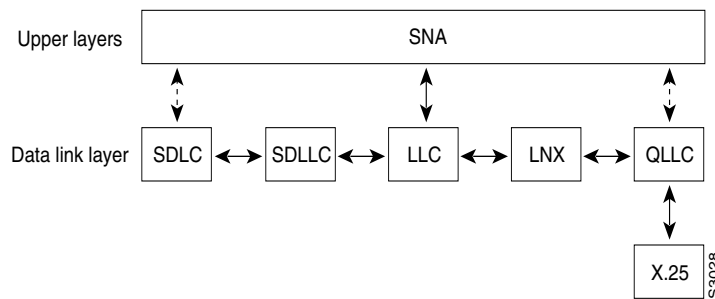 Upper layers
SNA
Data link layer
SDLC
SDLLC
LLC
LNX
QLLC
X.25
S3028